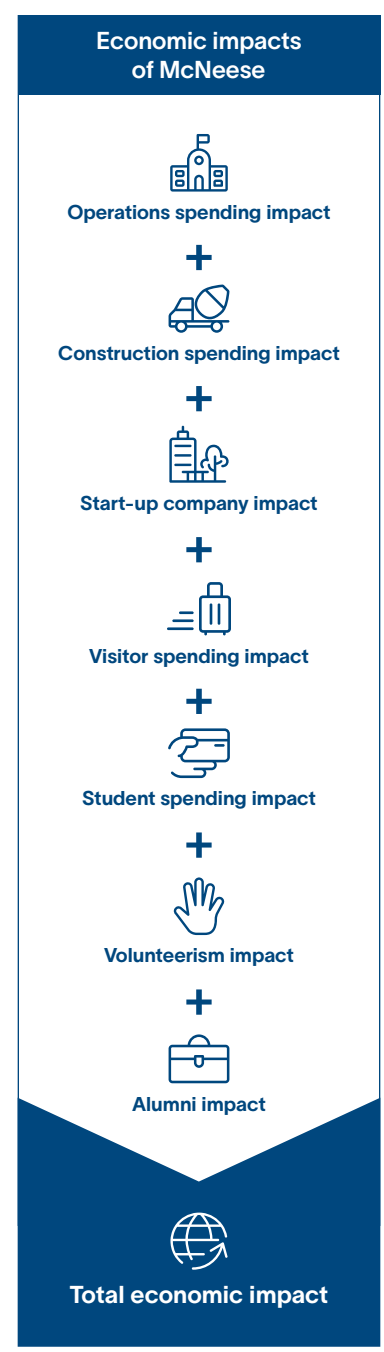 Economic impacts
of McNeese
Operations spending impact
+
Construction spending impact
+
Start-up company impact
+
Visitor spending impact
+
Student spending impact
+
Volunteerism impact
+
Alumni impact
Total economic impact